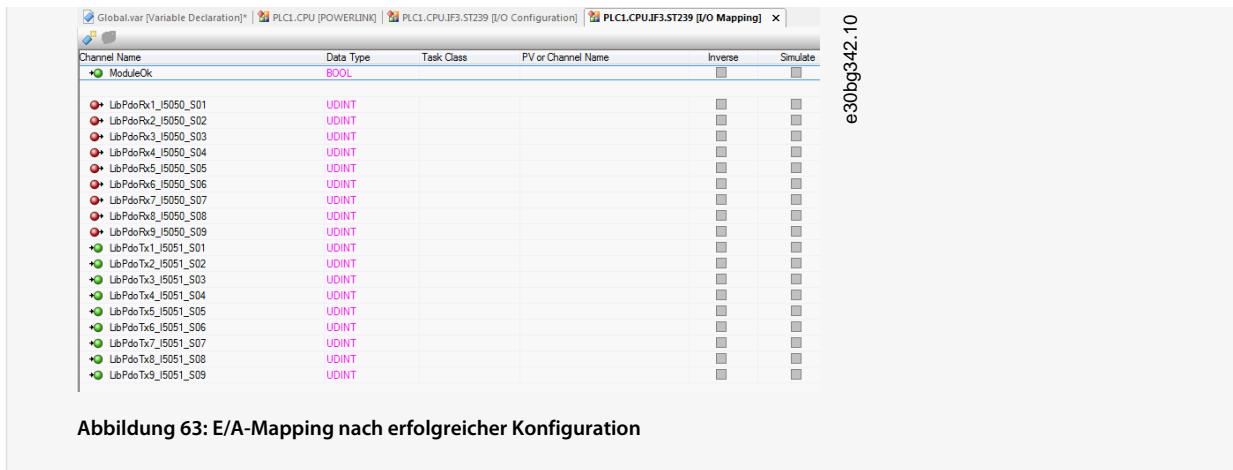 Global.var [Variable Declaration]* PLC1.CPU [POWERLINK] PLC1.CPU.IF3.ST239 [I/O Configuration] PLC1.CPU.IF3.ST239 [I/O Mapping] ×
Channel Name Data Type Task Class PV or Channel Name Inverse Simulate
ModuleOk BOOL
LibPdoRx1_I5050_S01 UDINT
LibPdoRx2_I5050_S02 UDINT
LibPdoRx3_I5050_S03 UDINT
LibPdoRx4_I5050_S04 UDINT
LibPdoRx5_I5050_S05 UDINT
LibPdoRx6_I5050_S06 UDINT
LibPdoRx7_I5050_S07 UDINT
LibPdoRx8_I5050_S08 UDINT
LibPdoRx9_I5050_S09 UDINT
LibPdoTx1_I5051_S01 UDINT
LibPdoTx2_I5051_S02 UDINT
LibPdoTx3_I5051_S03 UDINT
LibPdoTx4_I5051_S04 UDINT
LibPdoTx5_I5051_S05 UDINT
LibPdoTx6_I5051_S06 UDINT
LibPdoTx7_I5051_S07 UDINT
LibPdoTx8_I5051_S08 UDINT
LibPdoTx9_I5051_S09 UDINT
e30bg342.10
Abbildung 63: E/A-Mapping nach erfolgreicher Konfiguration